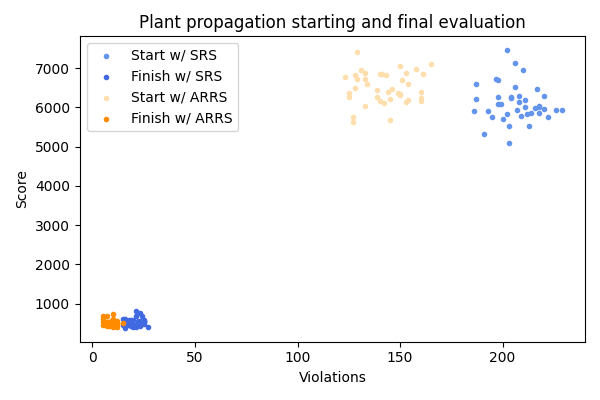 Plant propagation starting and final evaluation
Start w/ SRS
Finish w/ SRS
Start w/ ARRS
Finish w/ ARRS
Score
7000
6000
5000
4000
3000
2000
1000
0
50
100
150
200
Violations